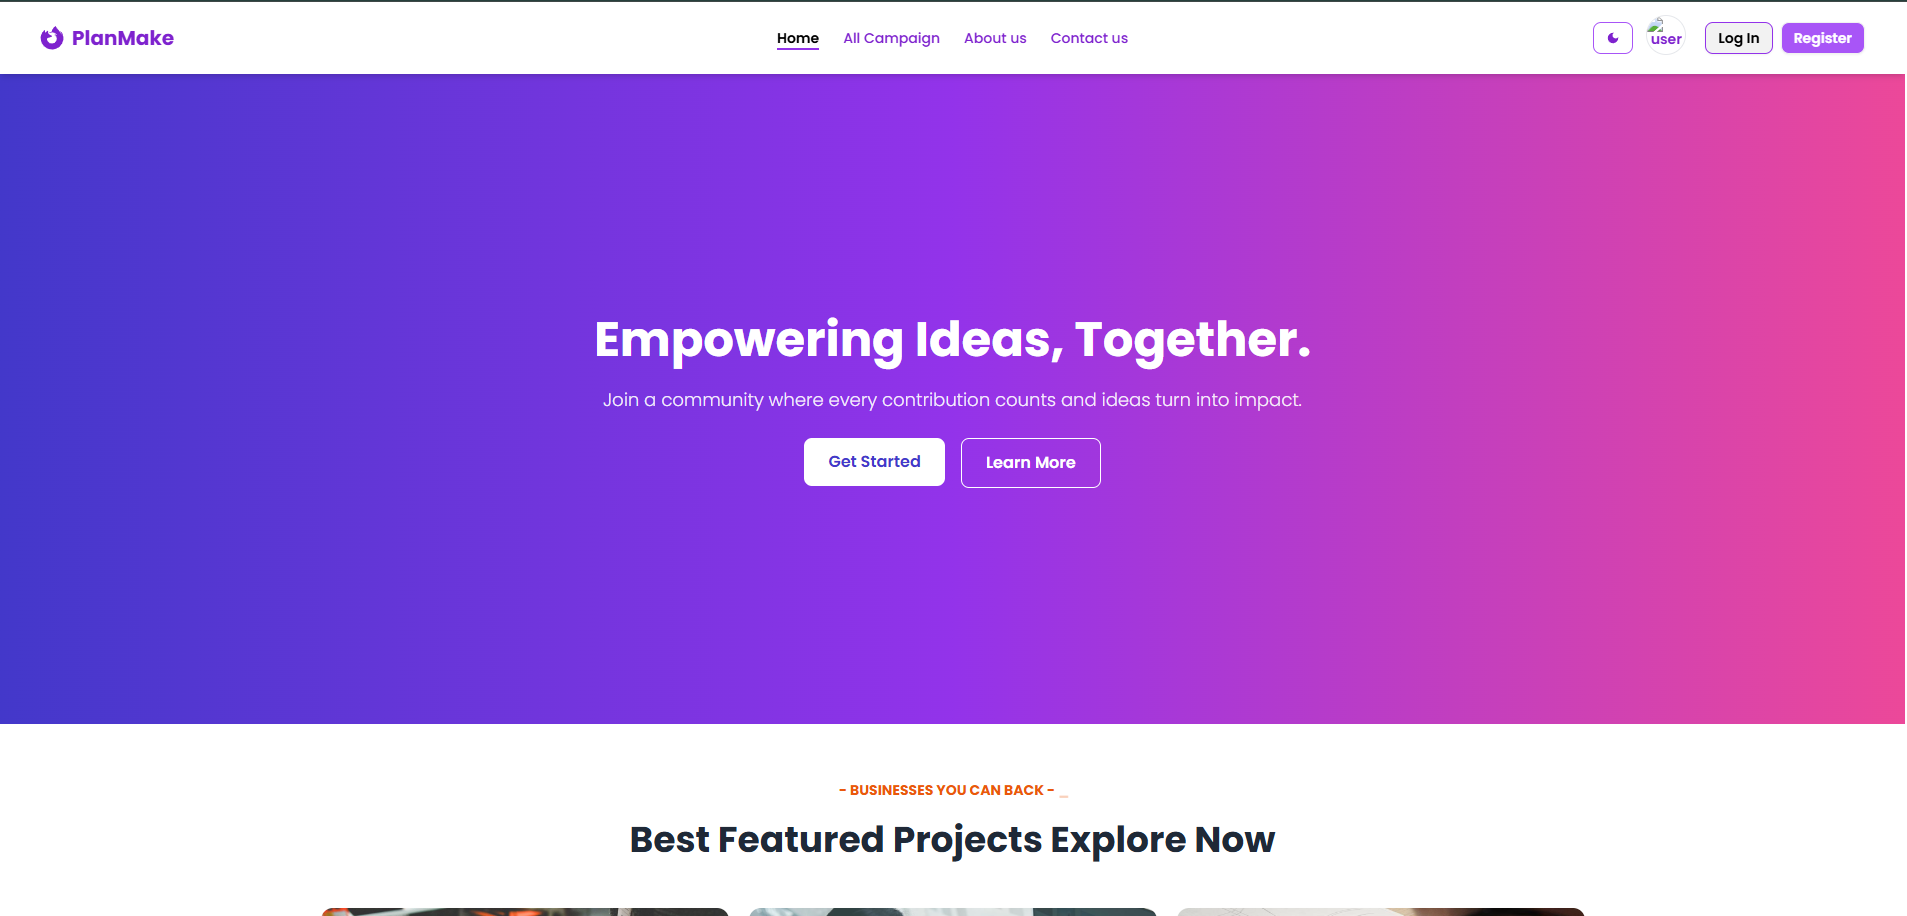 PlanMake
Home
All Campaign
About us
Contact us
user
Log In
Register
Empowering Ideas, Together.
Join a community where every contribution counts and ideas turn into impact.
Get Started
Learn More
- BUSINESSES YOU CAN BACK - _
Best Featured Projects Explore Now